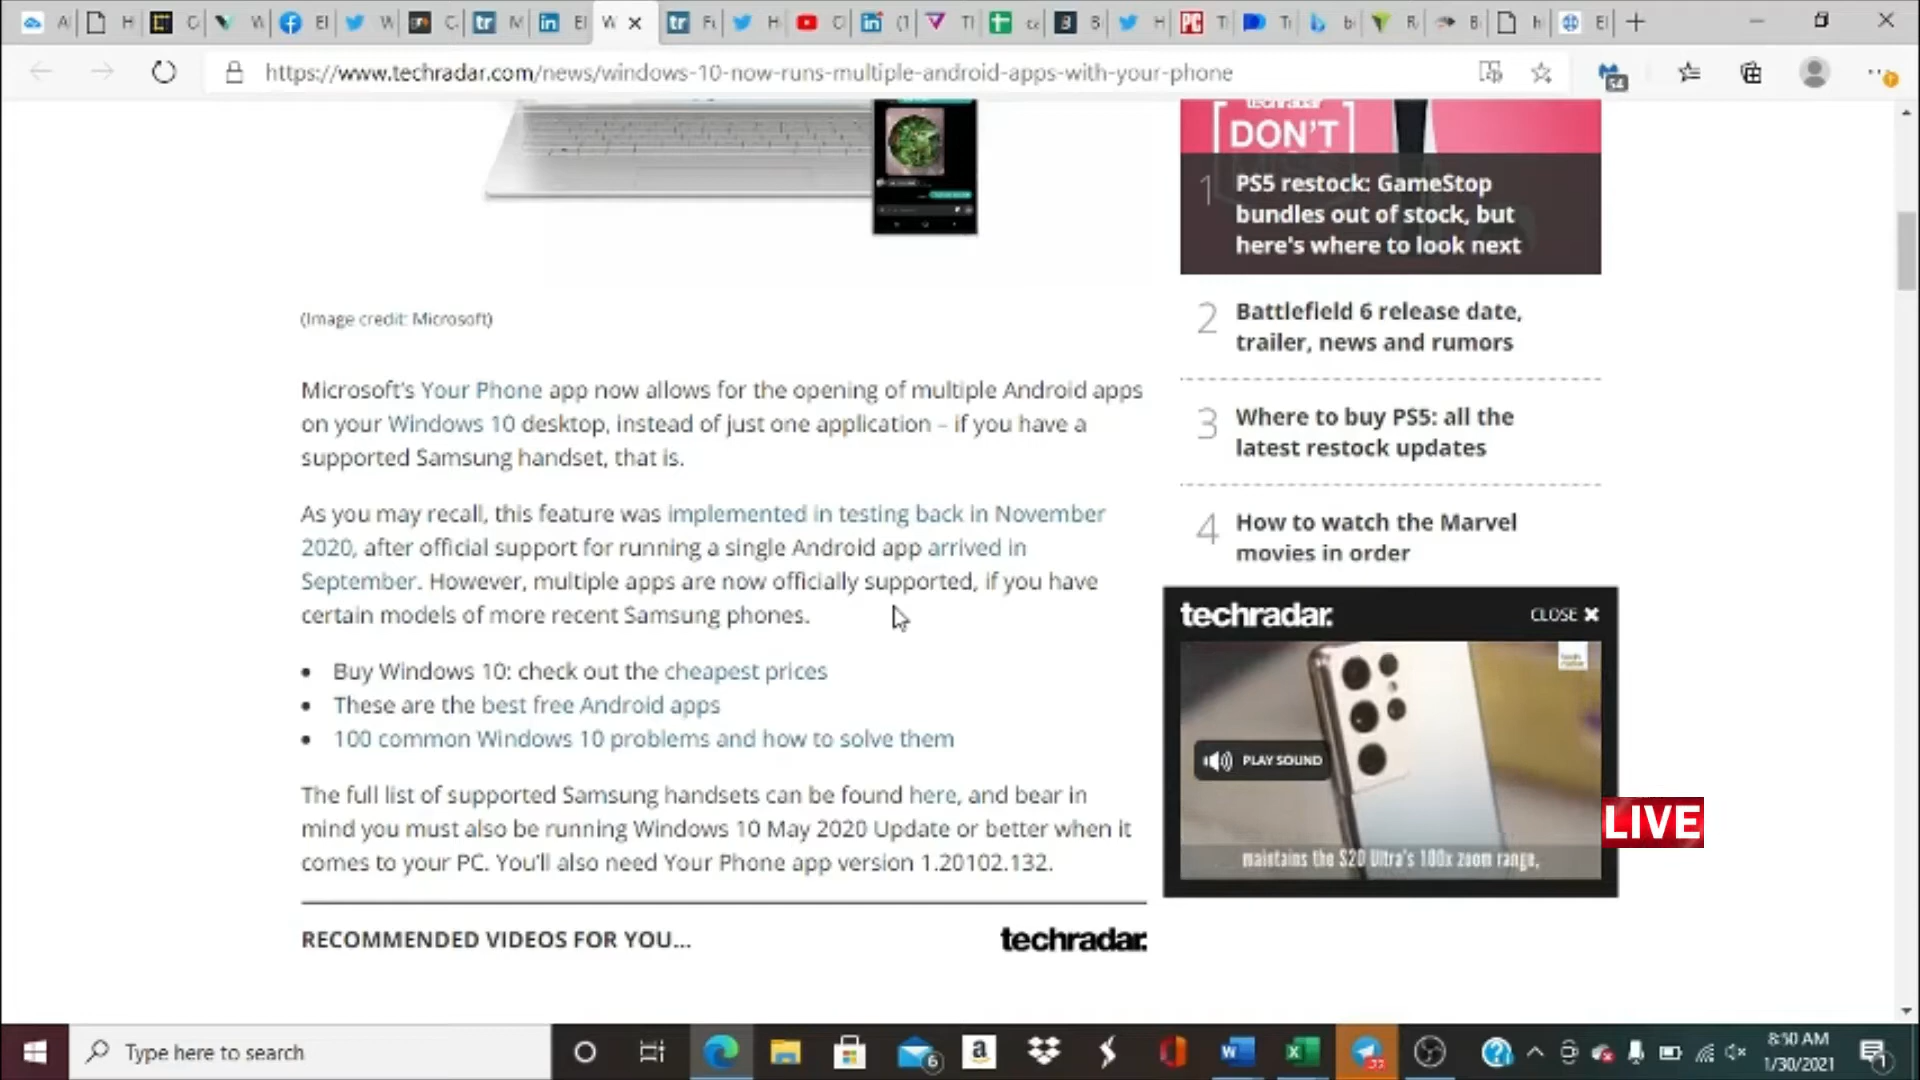 https://www.techradar.com/news/windows-10-now-runs-multiple-android-apps-with-your-phone
54
(Image credit: Microsoft)
Microsoft's Your Phone app now allows for the opening of multiple Android apps
on your Windows 10 desktop, instead of just one application – if you have a
supported Samsung handset, that is.
As you may recall, this feature was implemented in testing back in November
2020, after official support for running a single Android app arrived in
September. However, multiple apps are now officially supported, if you have
certain models of more recent Samsung phones.
Buy Windows 10: check out the cheapest prices
These are the best free Android apps
100 common Windows 10 problems and how to solve them
The full list of supported Samsung handsets can be found here, and bear in
mind you must also be running Windows 10 May 2020 Update or better when it
comes to your PC. You'll also need Your Phone app version 1.20102.132.
RECOMMENDED VIDEOS FOR YOU...
techradar.
techradar
DON'T
1
PS5 restock: GameStop
bundles out of stock, but
here's where to look next
2
Battlefield 6 release date,
trailer, news and rumors
3
Where to buy PS5: all the
latest restock updates
4
How to watch the Marvel
movies in order
techradar.
CLOSE
PLAY SOUND
maintains the S20 Ultra's 100x zoom range,
LIVE
Type here to search
6
8:50 AM
1/30/2021
1